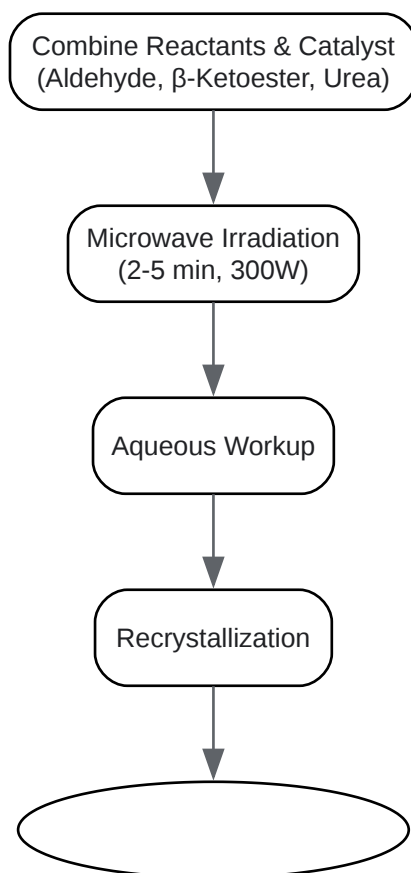 Combine Reactants & Catalyst
(Aldehyde, β-Ketoester, Urea)
Microwave Irradiation
(2-5 min, 300W)
Aqueous Workup
Recrystallization